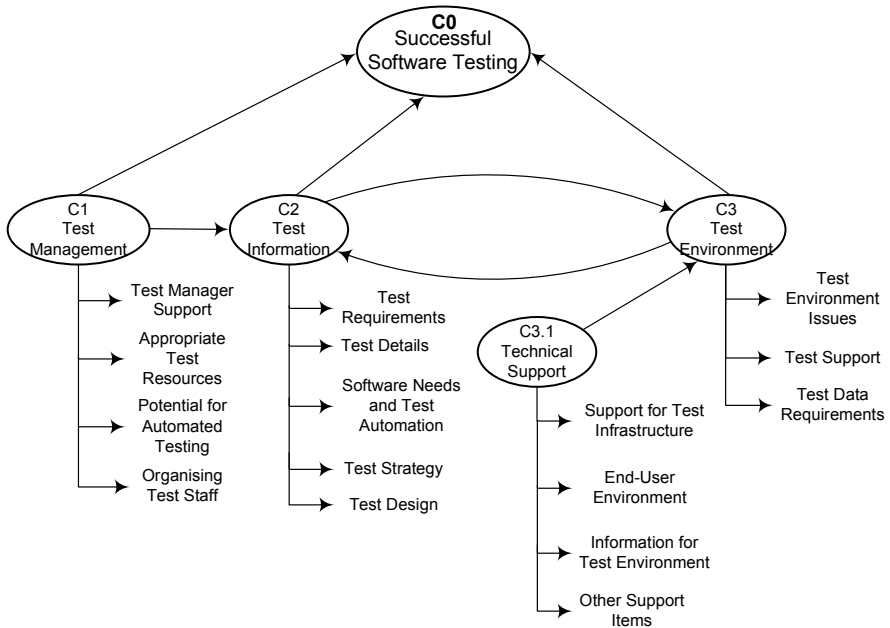 C0
Successful
Software Testing
C1
Test
Management
C2
Test
Information
C3
Test
Environment
Test Manager
Support
Appropriate
Test
Resources
Potential for
Automated
Testing
Organising
Test Staff
Test
Requirements
Test Details
Software Needs
and Test
Automation
Test Strategy
Test Design
C3.1
Technical
Support
Support for Test
Infrastructure
End-User
Environment
Information for
Test Environment
Other Support
Items
Test
Environment
Issues
Test Support
Test Data
Requirements